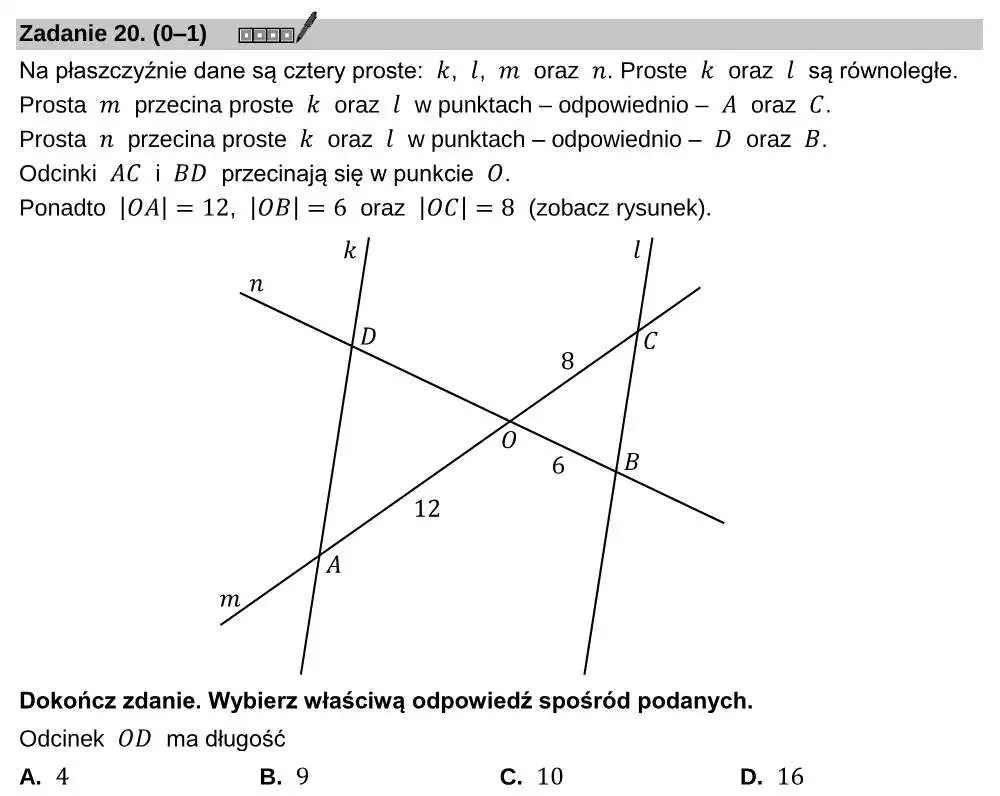 Zadanie 20. (0–1)
Na płaszczyźnie dane są cztery proste: k, l, m oraz n. Proste k oraz l są równoległe.
Prosta m przecina proste k oraz l w punktach – odpowiednio – A oraz C.
Prosta n przecina proste k oraz l w punktach – odpowiednio – D oraz B.
Odcinki AC i BD przecinają się w punkcie O.
Ponadto |OA| = 12, |OB| = 6 oraz |OC| = 8 (zobacz rysunek).
k
l
n
D
C
8
O
6
B
12
A
m
Dokończ zdanie. Wybierz właściwą odpowiedź spośród podanych.
Odcinek OD ma długość
A. 4 B. 9 C. 10 D. 16